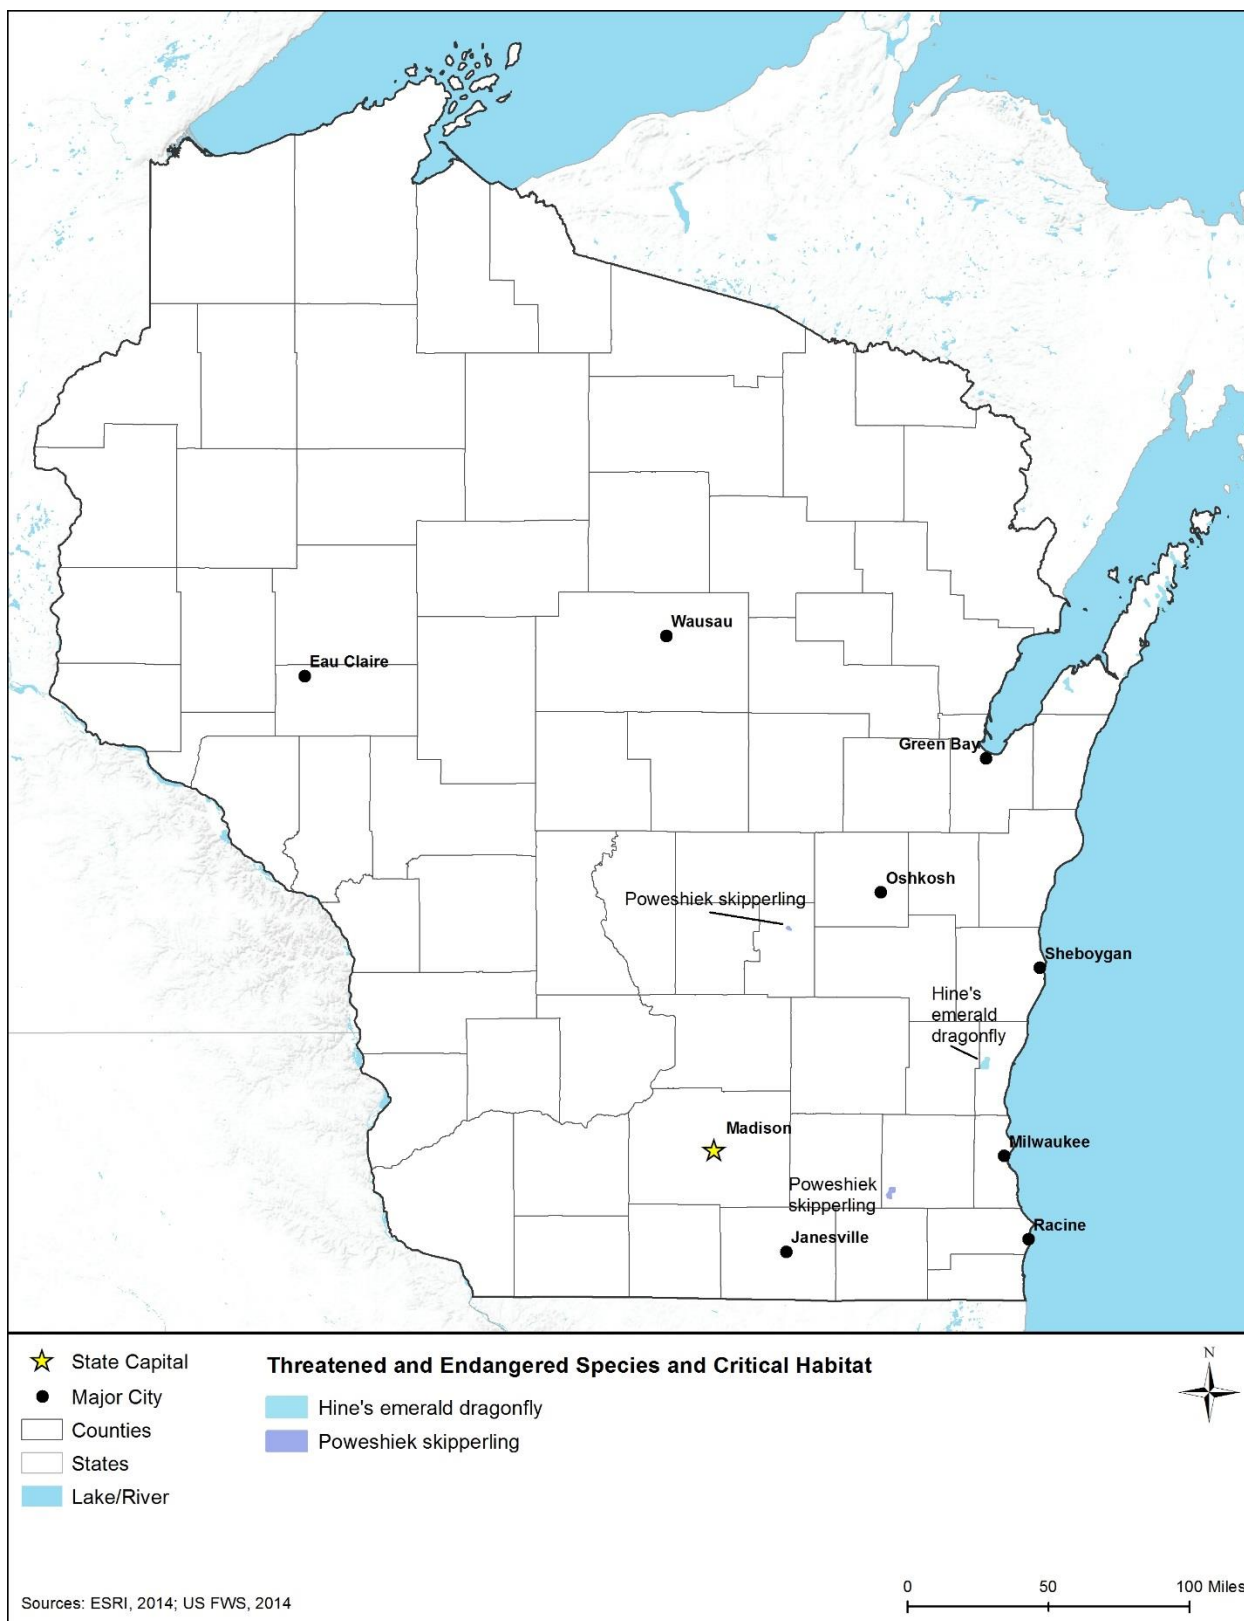 Wausau
Eau Claire
Green Bay
Oshkosh
Poweshiek skipperling
Sheboygan
Hine's
emerald
dragonfly
Madison
Milwaukee
Poweshiek
skipperling
Racine
Janesville
State Capital
Major City
Counties
States
Lake/River
Threatened and Endangered Species and Critical Habitat
Hine's emerald dragonfly
Poweshiek skipperling
N
0 50 100 Miles
Sources: ESRI, 2014; US FWS, 2014